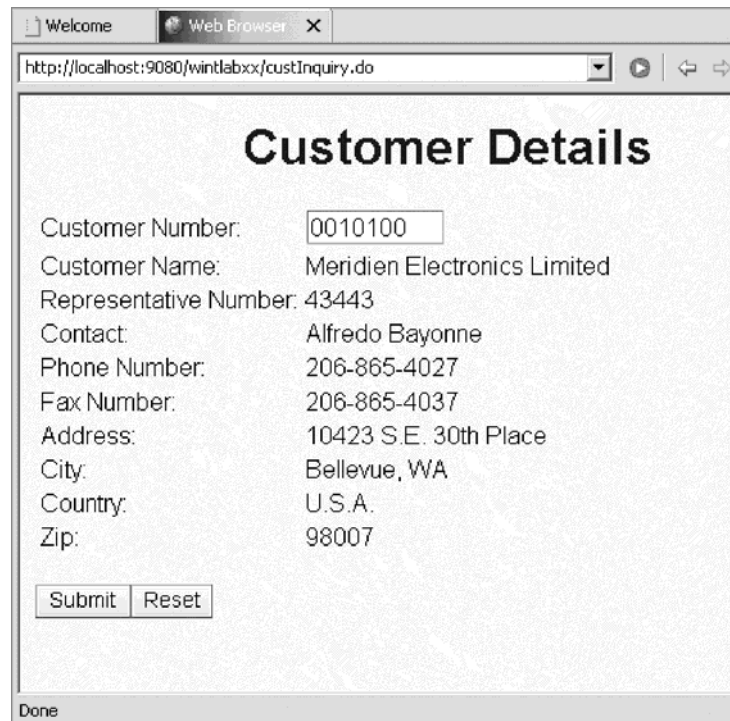 Welcome Web Browser
http://localhost:9080/wintlabxx/custInquiry.do
Customer Details
Customer Number: 0010100
Customer Name: Meridien Electronics Limited
Representative Number: 43443
Contact: Alfredo Bayonne
Phone Number: 206-865-4027
Fax Number: 206-865-4037
Address: 10423 S.E. 30th Place
City: Bellevue, WA
Country: U.S.A.
Zip: 98007
Submit Reset
Done